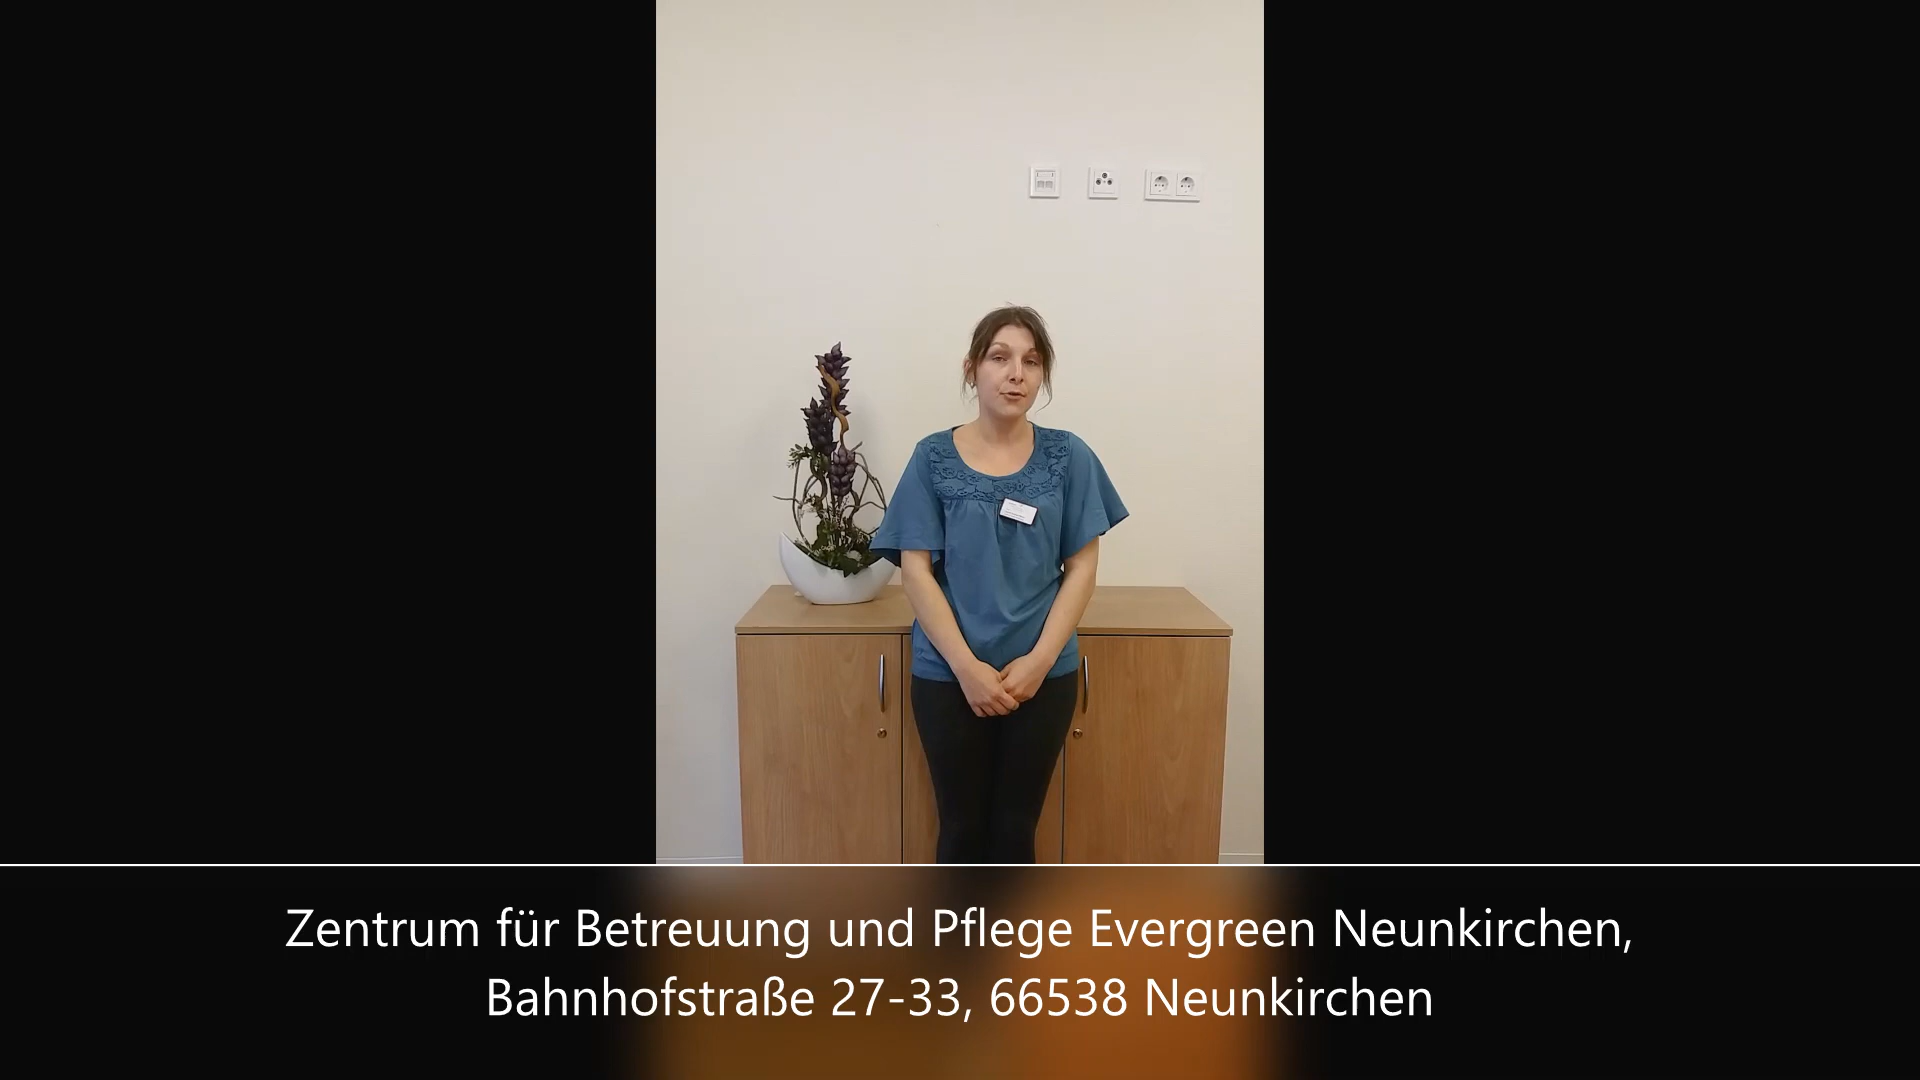 Zentrum für Betreuung und Pflege Evergreen Neunkirchen,
Bahnhofstraße 27-33, 66538 Neunkirchen